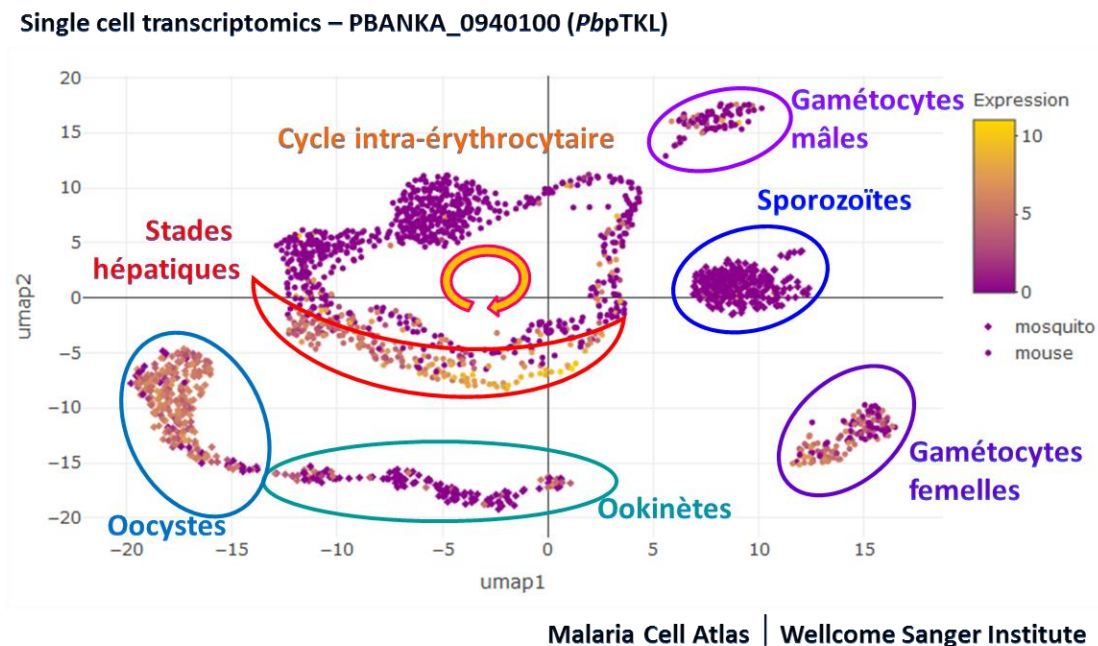 Single cell transcriptomics – PBANKA_0940100 (PbpTKL)
20
15
10
5
0
−5
−10
−15
−20
umap2
−20
−15
−10
−5
0
5
10
15
umap1
Cycle intra-érythrocytaire
Stades
hépatiques
Gamétocytes
mâles
Sporozoïtes
Gamétocytes
femelles
Ookinètes
Oocystes
Expression
10
5
0
mosquito
mouse
Malaria Cell Atlas | Wellcome Sanger Institute